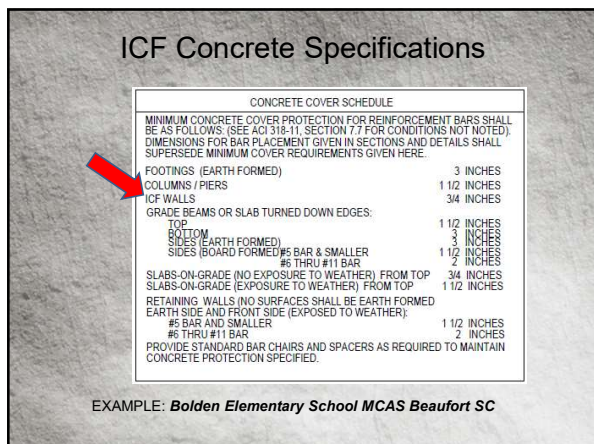 ICF Concrete Specifications
CONCRETE COVER SCHEDULE
MINIMUM CONCRETE COVER PROTECTION FOR REINFORCEMENT BARS SHALL
BE AS FOLLOWS: (SEE ACI 318-11, SECTION 7.7 FOR CONDITIONS NOT NOTED).
DIMENSIONS FOR BAR PLACEMENT GIVEN IN SECTIONS AND DETAILS SHALL
SUPERSEDE MINIMUM COVER REQUIREMENTS GIVEN HERE.
FOOTINGS (EARTH FORMED) 3 INCHES
COLUMNS / PIERS 1 1/2 INCHES
ICF WALLS 3/4 INCHES
GRADE BEAMS OR SLAB TURNED DOWN EDGES:
TOP 1 1/2 INCHES
BOTTOM 3 INCHES
SIDES (EARTH FORMED) 3 INCHES
SIDES (BOARD FORMED) #5 BAR & SMALLER 1 1/2 INCHES
#6 THRU #11 BAR 2 INCHES
SLABS-ON-GRADE (NO EXPOSURE TO WEATHER) FROM TOP 3/4 INCHES
SLABS-ON-GRADE (EXPOSURE TO WEATHER) FROM TOP 1 1/2 INCHES
RETAINING WALLS (NO SURFACES SHALL BE EARTH FORMED
EARTH SIDE AND FRONT SIDE (EXPOSED TO WEATHER):
#5 BAR AND SMALLER 1 1/2 INCHES
#6 THRU #11 BAR 2 INCHES
PROVIDE STANDARD BAR CHAIRS AND SPACERS AS REQUIRED TO MAINTAIN
CONCRETE PROTECTION SPECIFIED.
EXAMPLE: Bolden Elementary School MCAS Beaufort SC